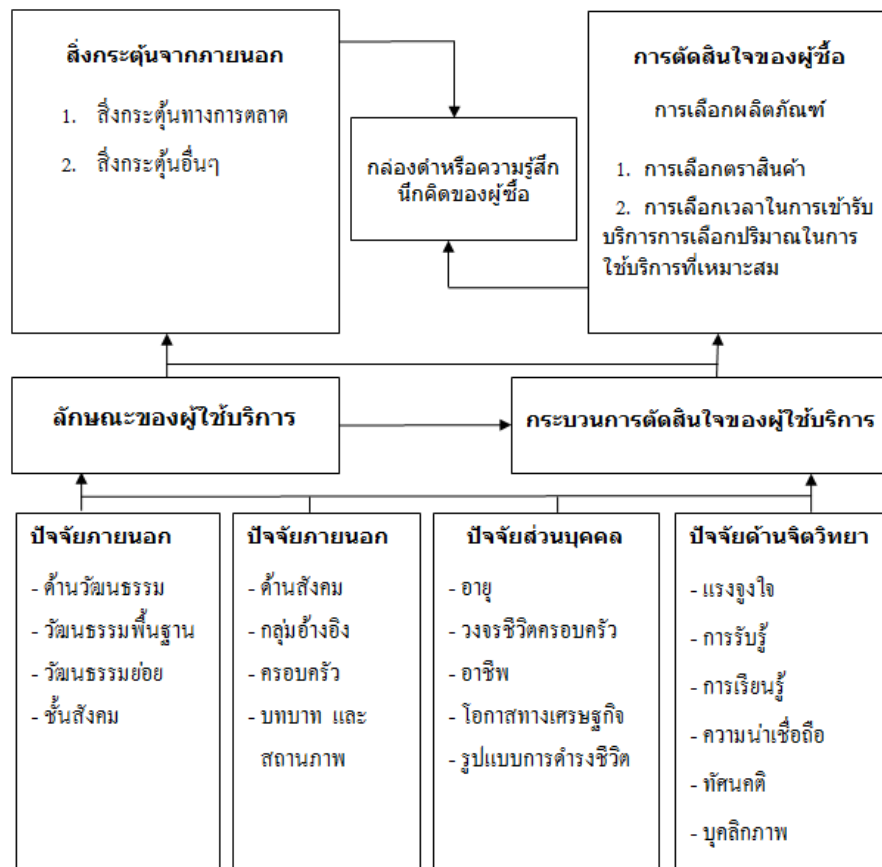 สิ่งกระตุ้นจากภายนอก
1. สิ่งกระตุ้นทางการตลาด
2. สิ่งกระตุ้นอื่นๆ
กล่องดำหรือความรู้สึก
นึกคิดของผู้ซื้อ
การตัดสินใจของผู้ซื้อ
การเลือกผลิตภัณฑ์
1. การเลือกตราสินค้า
2. การเลือกเวลาในการเข้ารับ
บริการการเลือกปริมาณในการ
ใช้บริการที่เหมาะสม
ลักษณะของผู้ใช้บริการ
กระบวนการตัดสินใจของผู้ใช้บริการ
ปัจจัยภายนอก
- ด้านวัฒนธรรม
- วัฒนธรรมพื้นฐาน
- วัฒนธรรมย่อย
- ชั้นสังคม
ปัจจัยภายนอก
- ด้านสังคม
- กลุ่มอ้างอิง
- ครอบครัว
- บทบาท และ
สถานภาพ
ปัจจัยส่วนบุคคล
- อายุ
- วงจรชีวิตครอบครัว
- อาชีพ
- โอกาสทางเศรษฐกิจ
- รูปแบบการดำรงชีวิต
ปัจจัยด้านจิตวิทยา
- แรงจูงใจ
- การรับรู้
- การเรียนรู้
- ความน่าเชื่อถือ
- ทัศนคติ
- บุคลิกภาพ